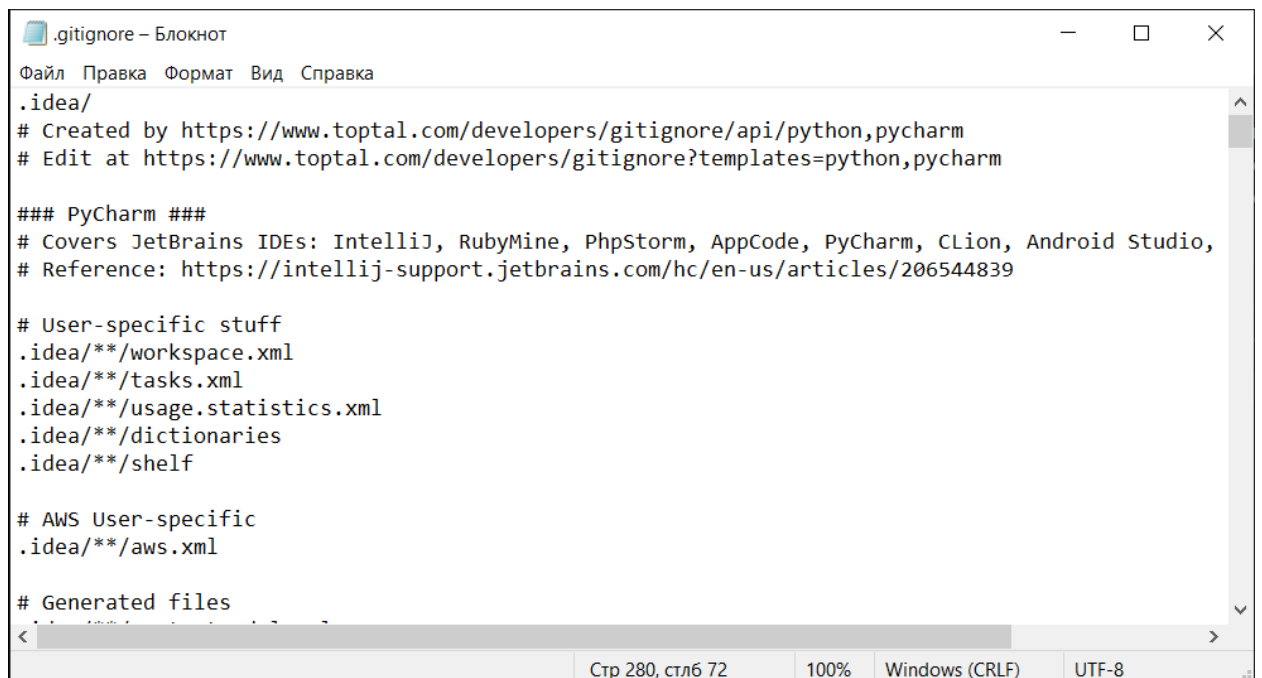 .gitignore – Блокнот
Файл Правка Формат Вид Справка
.idea/
# Created by https://www.toptal.com/developers/gitignore/api/python,pycharm
# Edit at https://www.toptal.com/developers/gitignore?templates=python,pycharm
### PyCharm ###
# Covers JetBrains IDEs: IntelliJ, RubyMine, PhpStorm, AppCode, PyCharm, CLion, Android Studio,
# Reference: https://intellij-support.jetbrains.com/hc/en-us/articles/206544839
# User-specific stuff
.idea/**/workspace.xml
.idea/**/tasks.xml
.idea/**/usage.statistics.xml
.idea/**/dictionaries
.idea/**/shelf
# AWS User-specific
.idea/**/aws.xml
# Generated files
Стр 280, стлб 72 100% Windows (CRLF) UTF-8